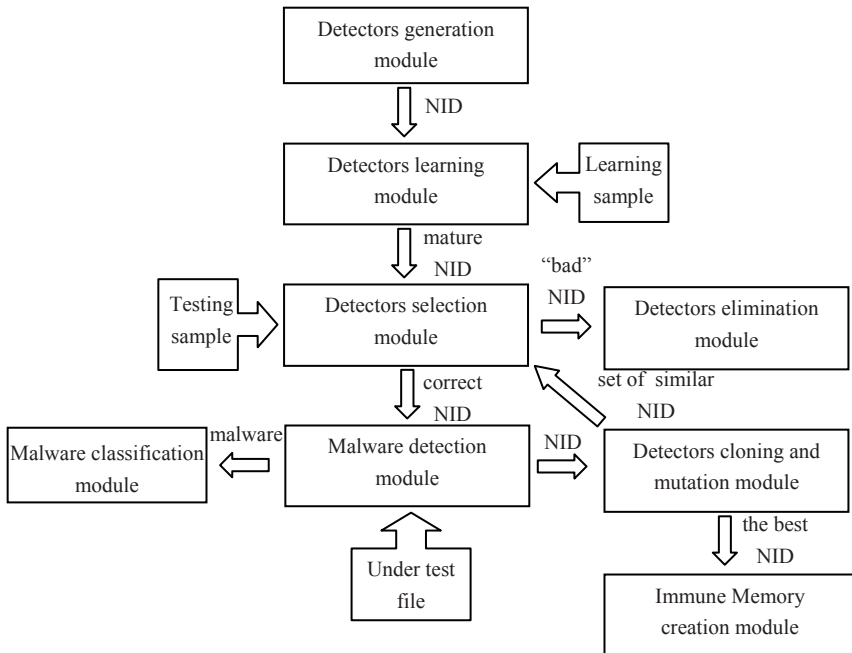 Detectors generation
module
NID
Detectors learning
module
Learning
sample
mature
NID
"bad"
NID
Testing
sample
Detectors selection
module
Detectors elimination
module
correct
NID
set of similar
NID
malware
Malware classification
module
Malware detection
module
NID
Detectors cloning and
mutation module
the best
NID
Under test
file
Immune Memory
creation module